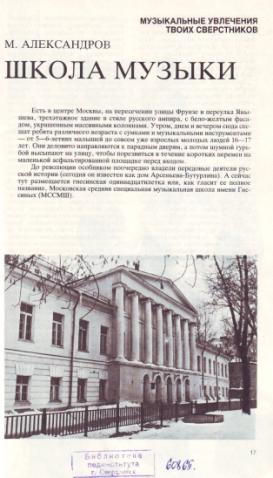 МУЗЫКАЛЬНЫЕ УВЛЕЧЕНИЯ
ТВОИХ СВЕРСТНИКОВ
М. АЛЕКСАНДРОВ
ШКОЛА МУЗЫКИ
Есть в центре Москвы, на пересечении улицы Фрунзе и переулка Янышева,
трехэтажное здание в стиле русского ампира, с бело-желтым фасадом,
украшенным массивными колоннами. Утром, днем и вечером сюда спешат
ребята различного возраста с сумками и музыкальными инструментами
— от 5—6-летних малышей до совсем уже взрослых молодых людей 16—17
лет. Они деловито направляются к парадным дверям, а потом шумной гурьбой
высыпают на улицу, чтобы порезвиться в течение коротких перемен на
маленькой асфальтированной площадке перед входом.
До революции особняком поочередно владели передовые деятели русской
истории (сегодня он известен как дом Арсеньева-Бутурлина). А сейчас
тут размещается гнесинская одиннадцатилетка или, как гласит ее полное
название, Московская средняя специальная музыкальная школа имени Гнесиных
(МССМШ).
17
Библиотека
пединститута
г. Свердловск